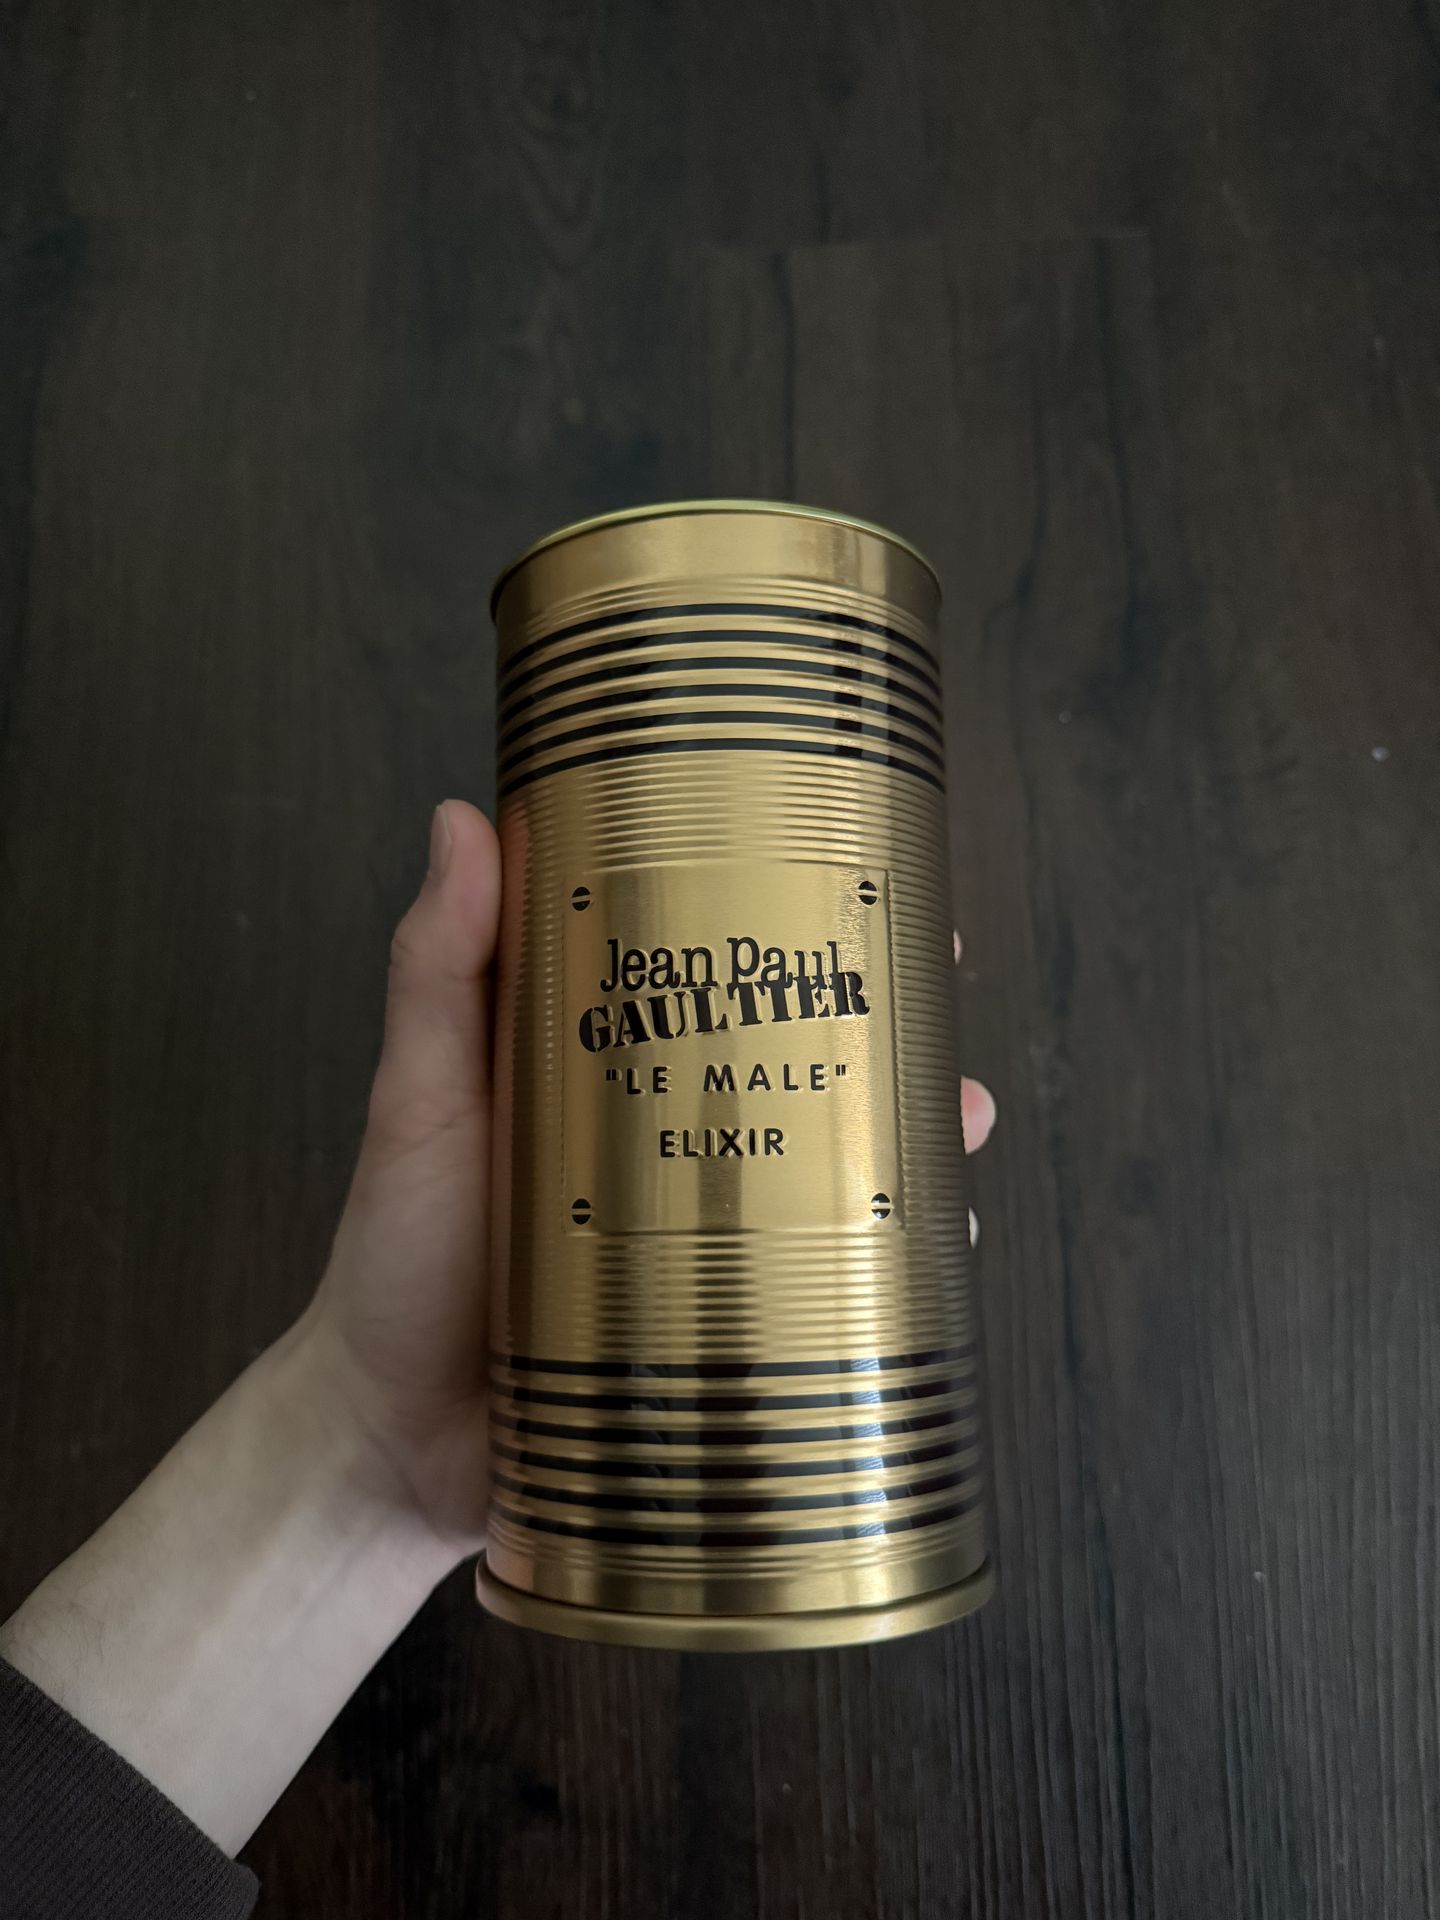 Jean Paul
GAULTIER
"LE MALE"
ELIXIR